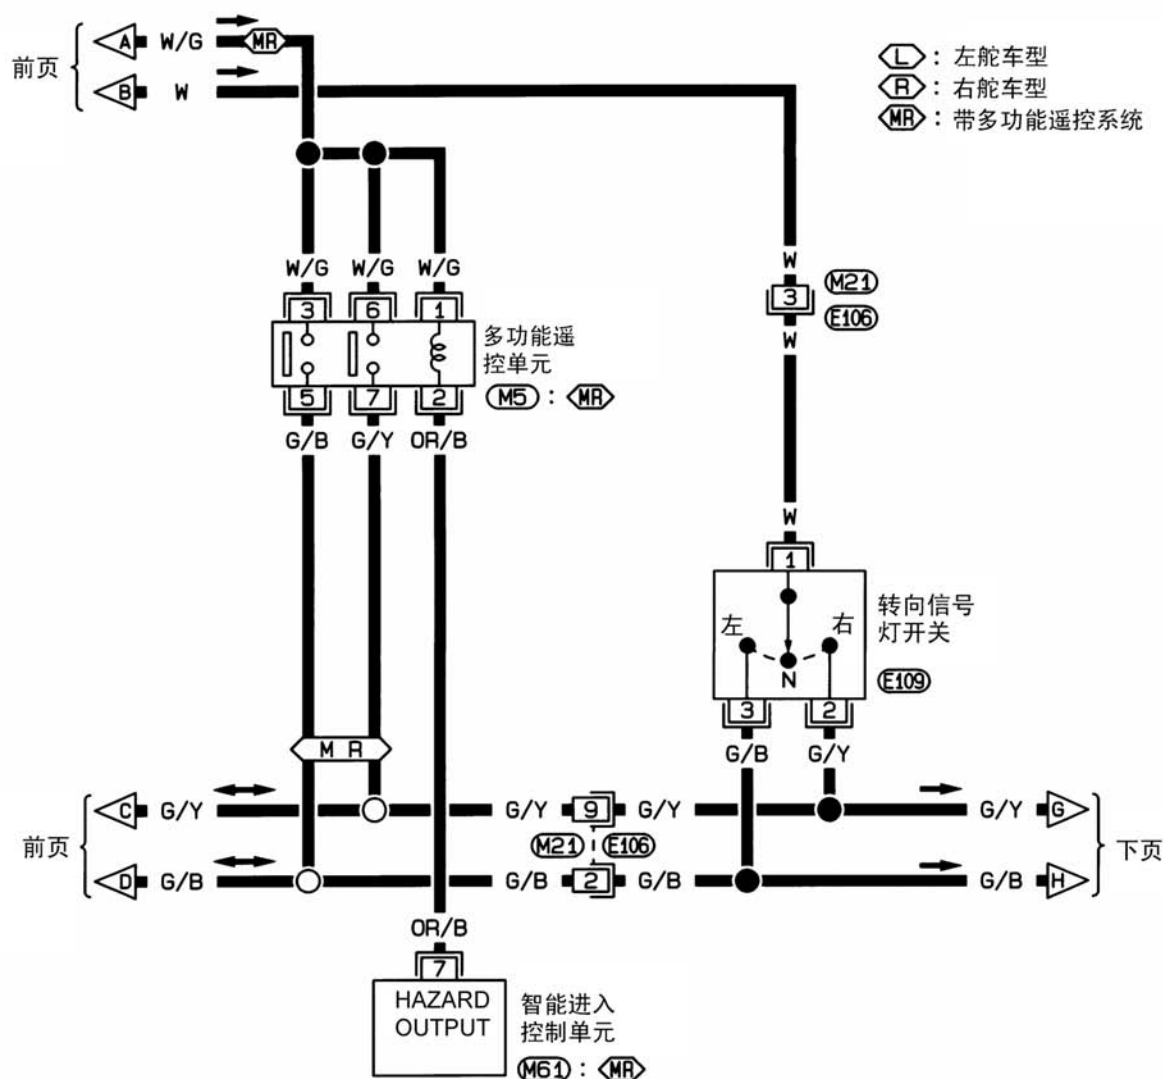 A W/G MR
前页
B W
L : 左舵车型
R : 右舵车型
MR : 带多功能遥控系统
W/G W/G W/G
3 6 1
多功能遥
控单元
5 7 2
M5 : MR
G/B G/Y OR/B
W
3
M21
E106
W
W
1
左 右
N
转向信号
灯开关
E109
3 2
G/B G/Y
M R
前页
C G/Y G/Y 9 G/Y G/Y G
M21 E106
D G/B G/B 2 G/B G/B H
下页
OR/B
7
HAZARD
OUTPUT
智能进入
控制单元
M61 : MR